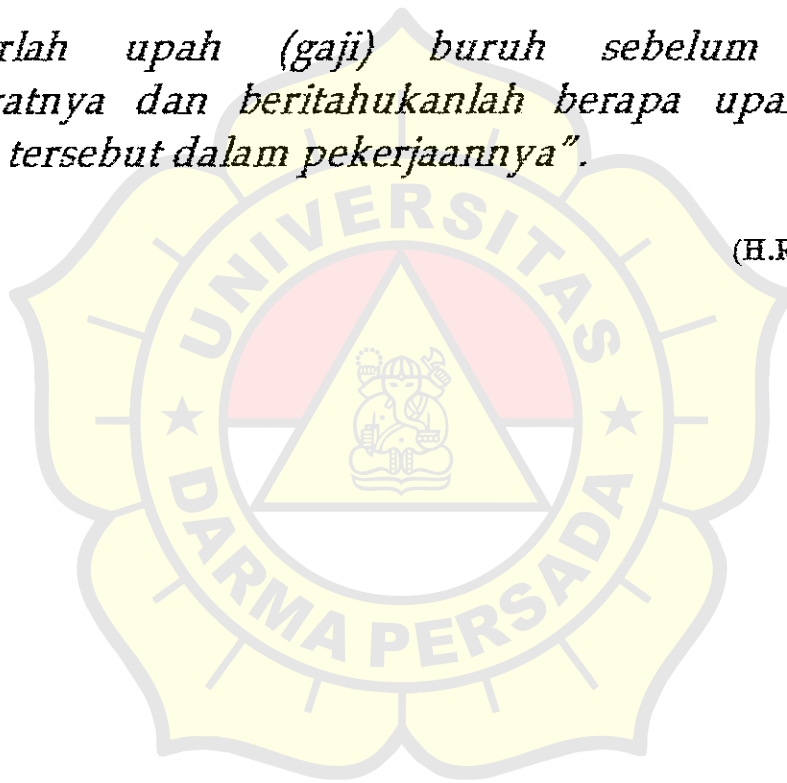 rlah upah (gaji) buruh sebelum
ratnya dan beritahukanlah berapa upa
tersebut dalam pekerjaannya”.
(H.R
UNIVERSITAS
DARMA PERSADA